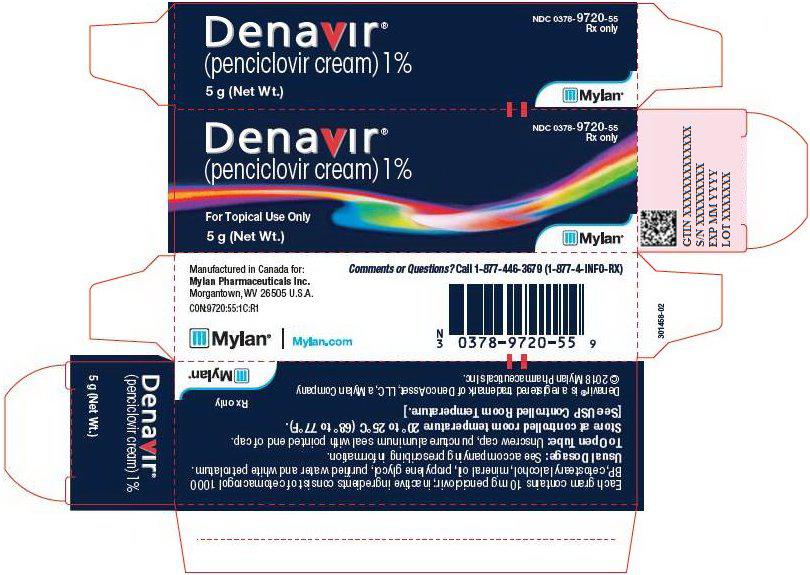 Denavir®
(penciclovir cream) 1%
5 g (Net Wt.)
NDC 0378-9720-55
Rx only
Mylan®
Denavir®
(penciclovir cream) 1%
NDC 0378-9720-55
Rx only
For Topical Use Only
5 g (Net Wt.)
Mylan®
GTIN XXXXXXXXXXXXXX
S/N XXXXXXXXX
EXP MM YYYY
LOT XXXXXXX
Manufactured in Canada for:
Mylan Pharmaceuticals Inc.
Morgantown, WV 26505 U.S.A.
CON:9720:55:1C:R1
Mylan®
Mylan.com
Comments or Questions? Call 1-877-446-3679 (1-877-4-INFO-RX)
N
3 0378-9720-55 9
301456-02
Denavir®
(penciclovir cream) 1%
5 g (Net Wt.)
Each gram contains 10 mg penciclovir; inactive ingredients consist of cetomacrogol 1000
BP, cetostearyl alcohol, mineral oil, propylene glycol, purified water and white petrolatum.
Usual Dosage: See accompanying prescribing information.
To Open Tube: Unscrew cap, puncture aluminum seal with pointed end of cap.
Store at controlled room temperature 20° to 25°C (68° to 77°F).
[See USP Controlled Room Temperature.]
Denavir® is a registered trademark of Denco Asset, LLC, a Mylan Company
© 2018 Mylan Pharmaceuticals Inc.
Rx only
Mylan®